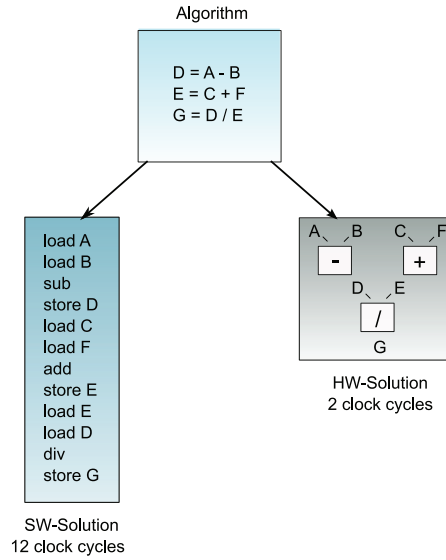 Algorithm
D = A - B
E = C + F
G = D / E
load A
load B
sub
store D
load C
load F
add
store E
load E
load D
div
store G
SW-Solution
12 clock cycles
A B C F
- +
D E
/
G
HW-Solution
2 clock cycles